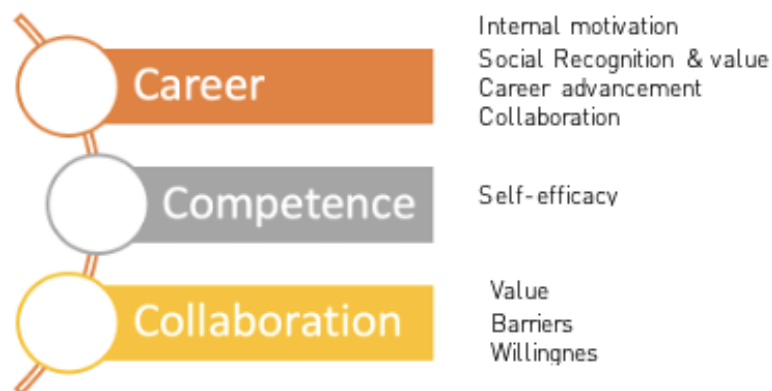 Career
Internal motivation
Social Recognition & value
Career advancement
Collaboration
Competence
Self-efficacy
Collaboration
Value
Barriers
Willingnes